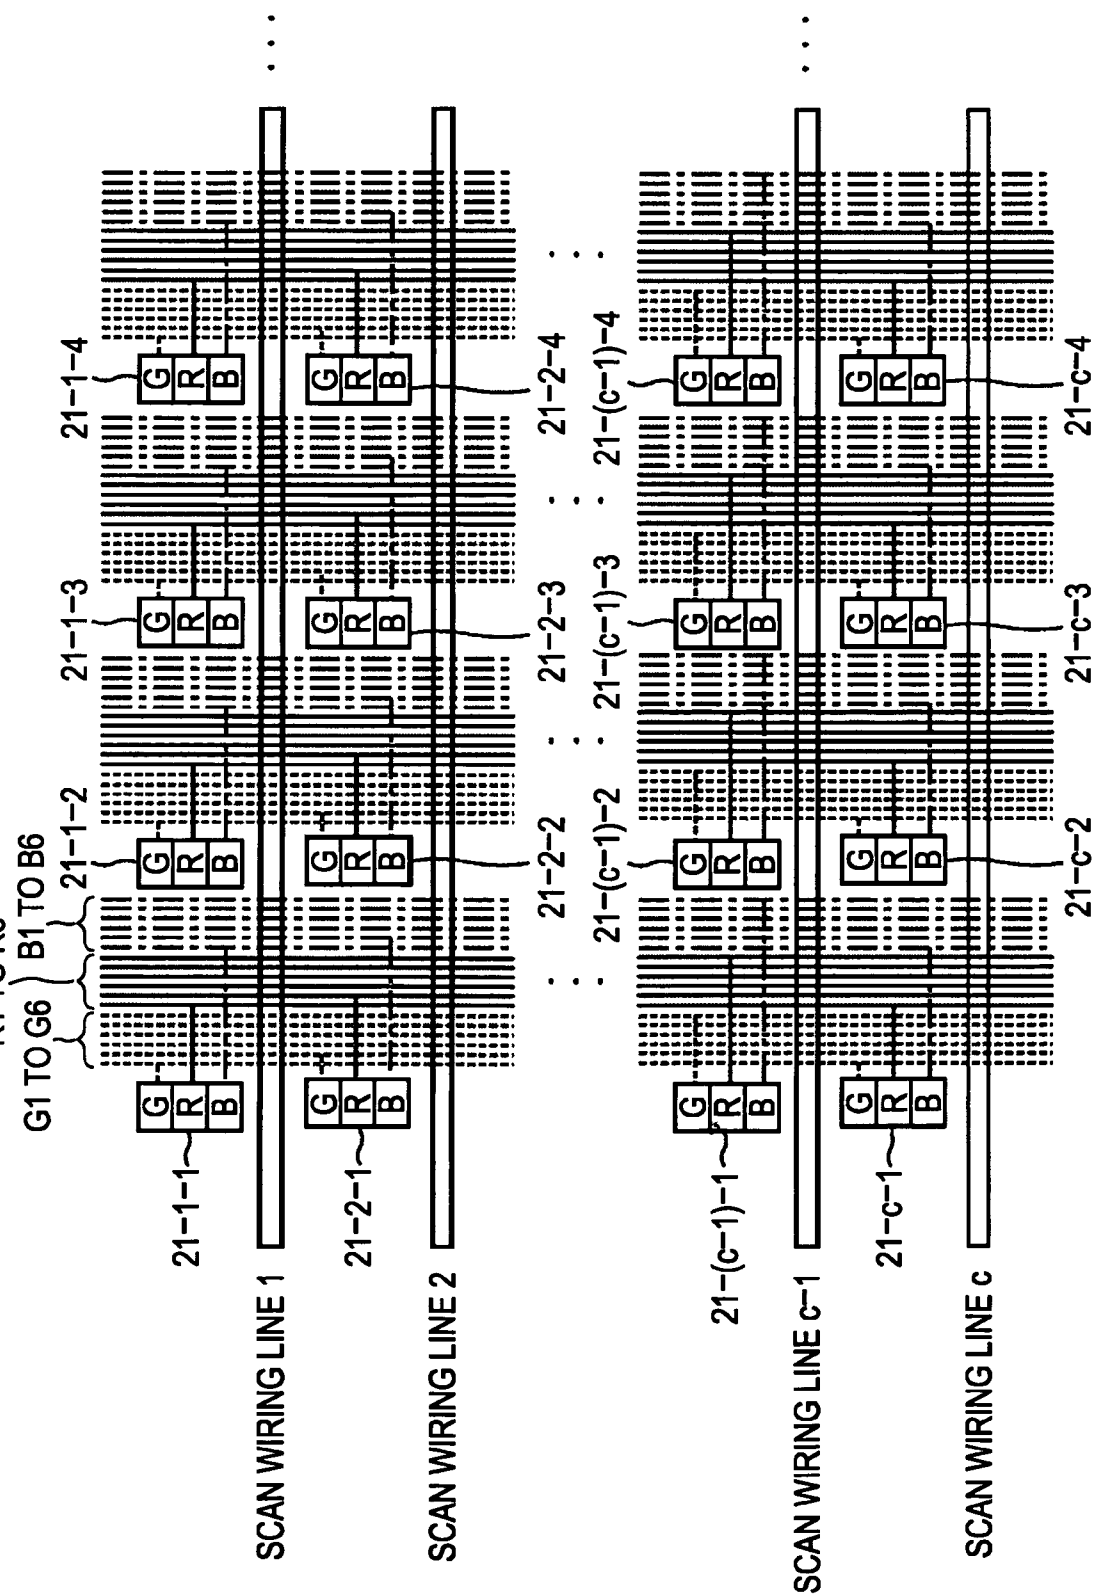 G1 TO G6 B1 TO B6
21-1-2 21-1-3 21-1-4
G G G G
21-1-1 R R R R
B B B B
SCAN WIRING LINE 1 ...
G G G G
21-2-1 R R R R
B B B B
SCAN WIRING LINE 2
21-2-2 21-2-3 21-2-4
21-(c-1)-2 21-(c-1)-3 21-(c-1)-4
G G G G
21-(c-1)-1 R R R R
B B B B
SCAN WIRING LINE c-1 ...
G G G G
21-c-1 R R R R
B B B B
SCAN WIRING LINE c
21-c-2 21-c-3 21-c-4